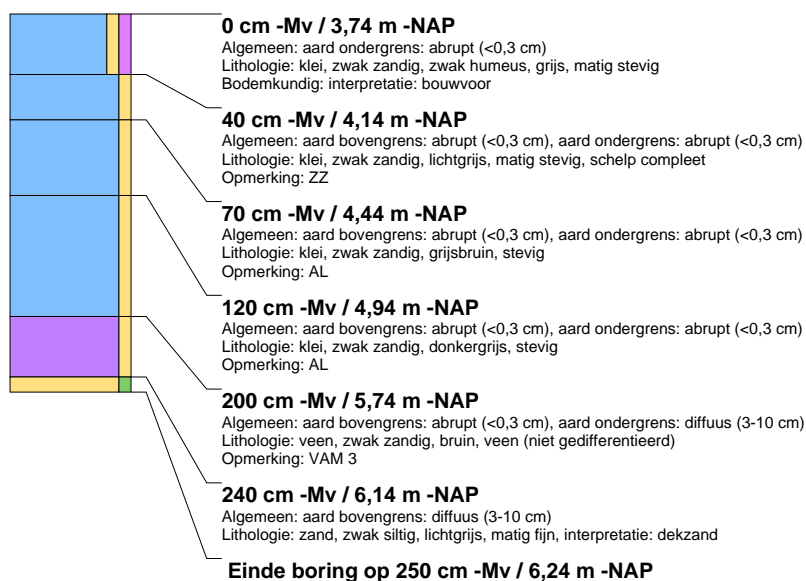 0 cm -Mv / 3,74 m -NAP
Algemeen: aard ondergrens: abrupt (<0,3 cm)
Lithologie: klei, zwak zandig, zwak humeus, grijs, matig stevig
Bodemkundig: interpretatie: bouwvoor
40 cm -Mv / 4,14 m -NAP
Algemeen: aard bovengrens: abrupt (<0,3 cm), aard ondergrens: abrupt (<0,3 cm)
Lithologie: klei, zwak zandig, lichtgrijs, matig stevig, schelp compleet
Opmerking: ZZ
70 cm -Mv / 4,44 m -NAP
Algemeen: aard bovengrens: abrupt (<0,3 cm), aard ondergrens: abrupt (<0,3 cm)
Lithologie: klei, zwak zandig, grijsbruin, stevig
Opmerking: AL
120 cm -Mv / 4,94 m -NAP
Algemeen: aard bovengrens: abrupt (<0,3 cm), aard ondergrens: abrupt (<0,3 cm)
Lithologie: klei, zwak zandig, donkergrijs, stevig
Opmerking: AL
200 cm -Mv / 5,74 m -NAP
Algemeen: aard bovengrens: abrupt (<0,3 cm), aard ondergrens: diffuus (3-10 cm)
Lithologie: veen, zwak zandig, bruin, veen (niet gedifferentieerd)
Opmerking: VAM 3
240 cm -Mv / 6,14 m -NAP
Algemeen: aard bovengrens: diffuus (3-10 cm)
Lithologie: zand, zwak siltig, lichtgrijs, matig fijn, interpretatie: dekzand
Einde boring op 250 cm -Mv / 6,24 m -NAP